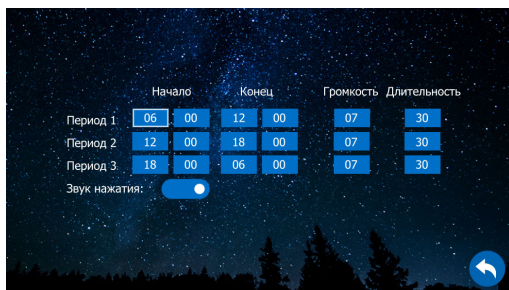 Начало Конец Громкость Длительность
Период 1 06 00 12 00 07 30
Период 2 12 00 18 00 07 30
Период 3 18 00 06 00 07 30
Звук нажатия: